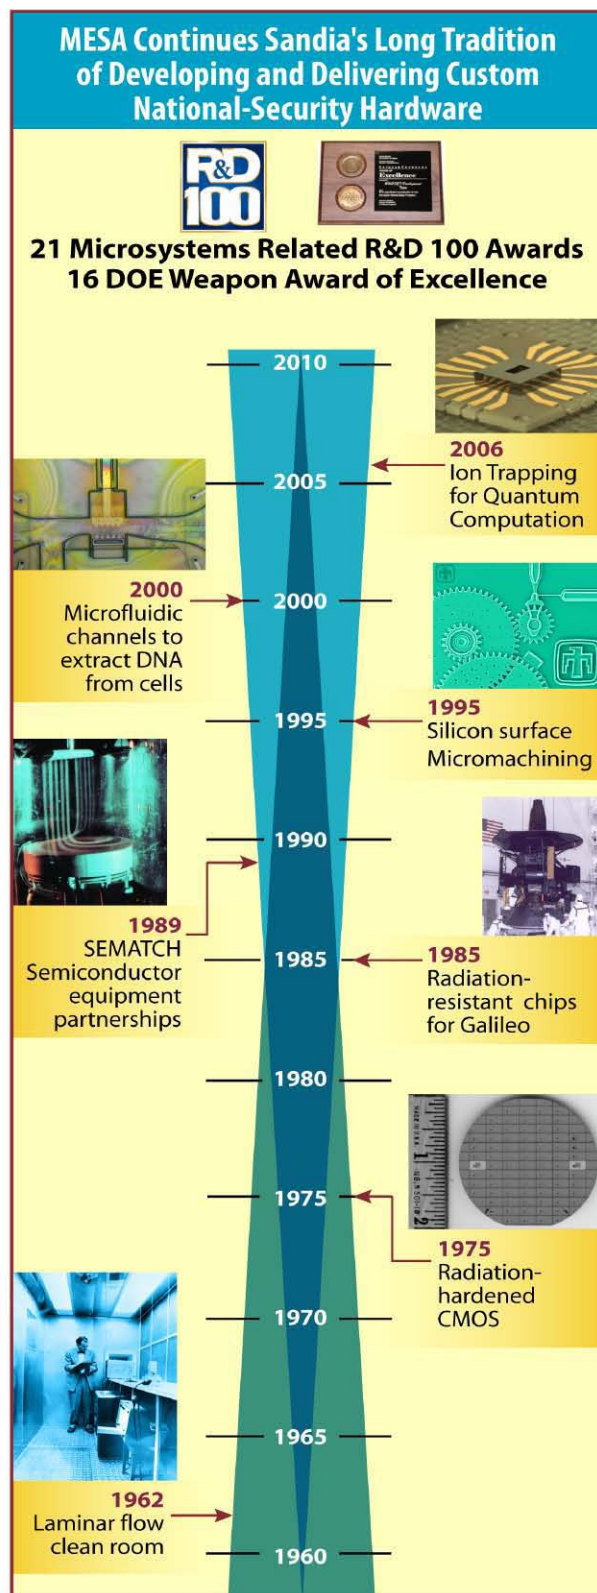 MESA Continues Sandia's Long Tradition
of Developing and Delivering Custom
National-Security Hardware
R&D
100
Excellence
21 Microsystems Related R&D 100 Awards
16 DOE Weapon Award of Excellence
2010
2006
Ion Trapping
for Quantum
Computation
2005
2000
Microfluidic
channels to
extract DNA
from cells
2000
1995
Silicon surface
Micromachining
1995
1990
1989
SEMATCH
Semiconductor
equipment
partnerships
1985
1985
Radiation-
resistant chips
for Galileo
1980
1975
1 2
1975
Radiation-
hardened
CMOS
1970
1965
1962
Laminar flow
clean room
1960